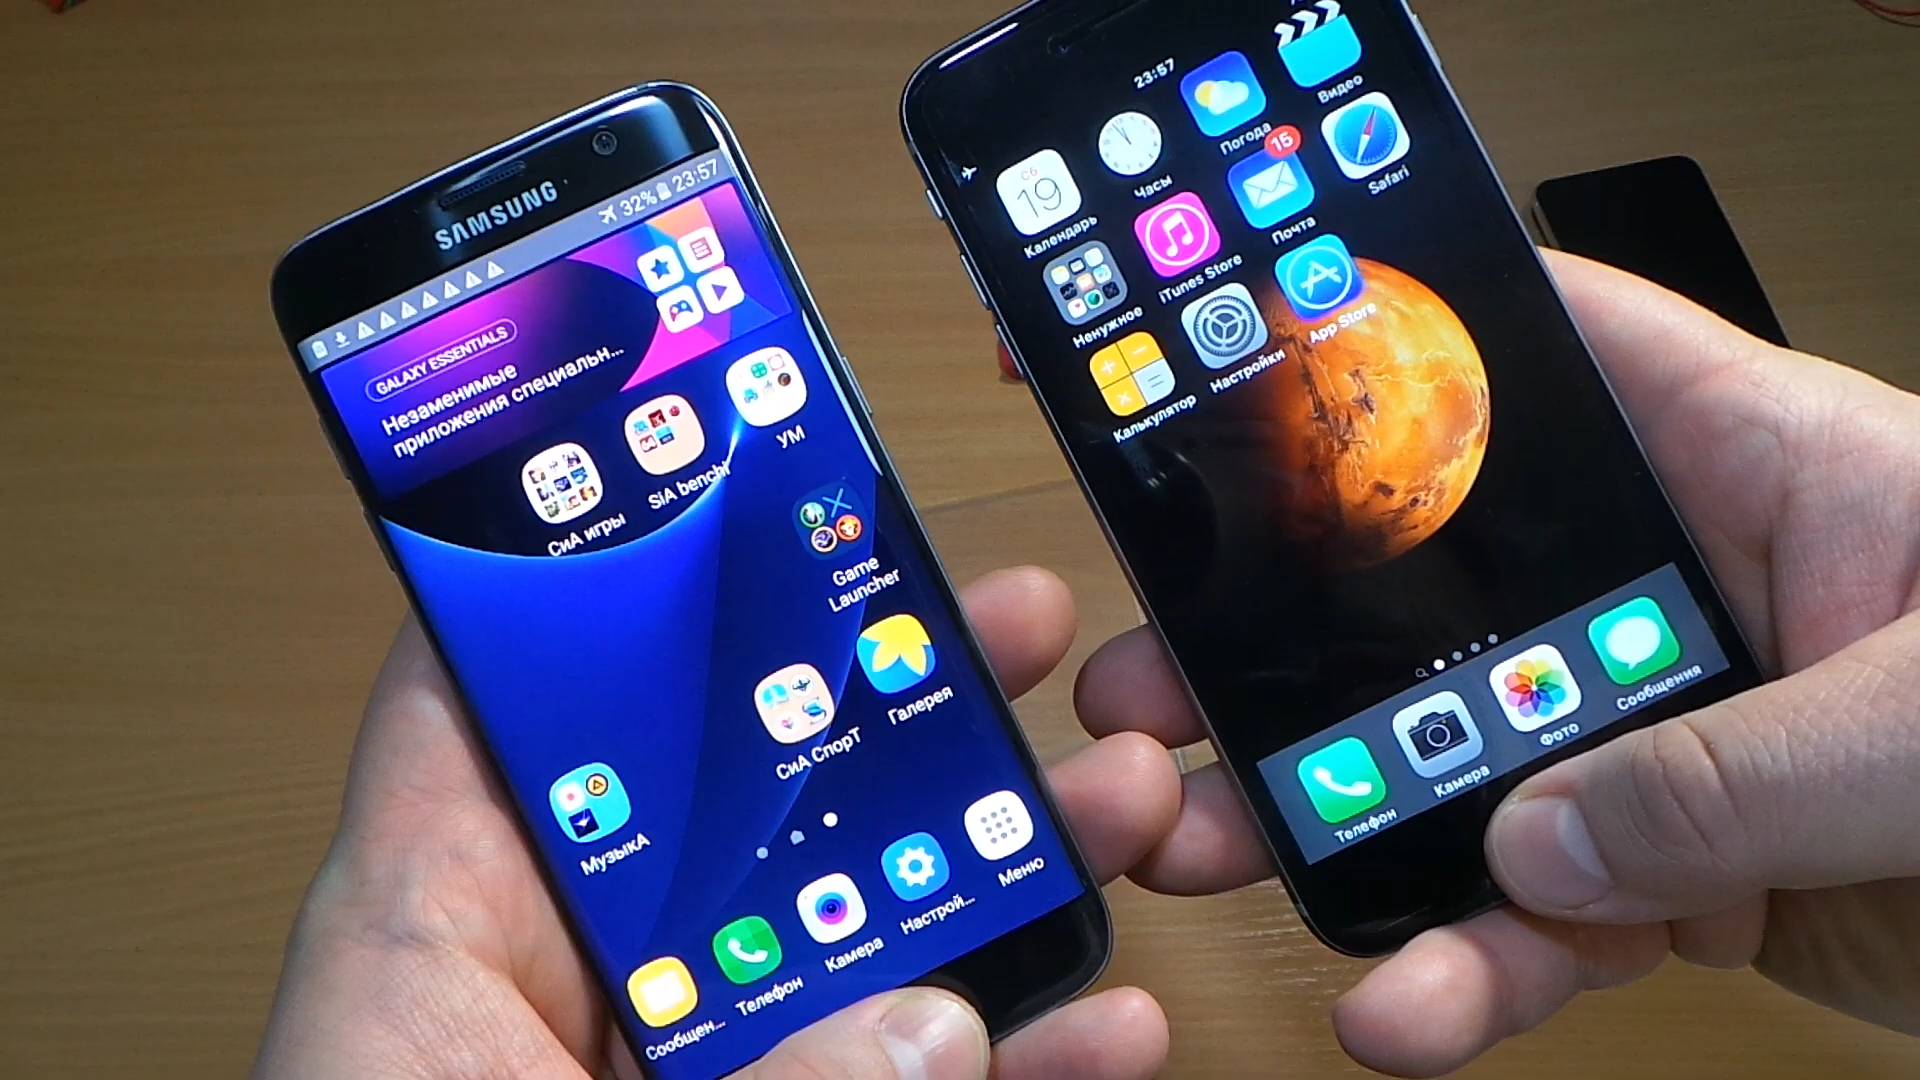 SAMSUNG
32% 23:57
GALAXY ESSENTIALS
Незаменимые
приложения специальн...
СиА игры
SiA benchi
УМ
Game
Launcher
СиА СпорТ
Галерея
МузыкА
Сообщен...
Телефон
Камера
Настрой...
Меню
23:57
Сб
19
Календарь
Часы
Погода
Видео
Ненужное
iTunes Store
15
Почта
Safari
Калькулятор
Настройки
App Store
Телефон
Камера
Фото
Сообщения